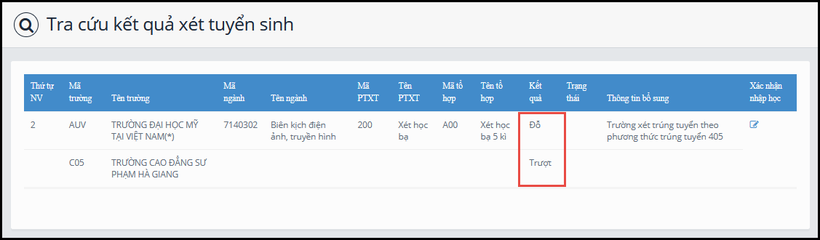 Tra cứu kết quả xét tuyển sinh
Thứ tự NV Mã trường Tên trường Mã ngành Tên ngành Mã PTXT Tên PTXT Mã tổ hợp Tên tổ hợp Kết quả Trạng thái Thông tin bổ sung Xác nhận nhập học
2 AUV TRƯỜNG ĐẠI HỌC MỸ 7140302 Biên kịch điện 200 Xét học A00 Xét học Đỗ Trường xét trúng tuyển theo
TẠI VIỆT NAM(*) ảnh, truyền hình bạ bạ 5 kì phương thức trúng tuyển 405
C05 TRƯỜNG CAO ĐẲNG SƯ Trượt
PHẠM HÀ GIANG